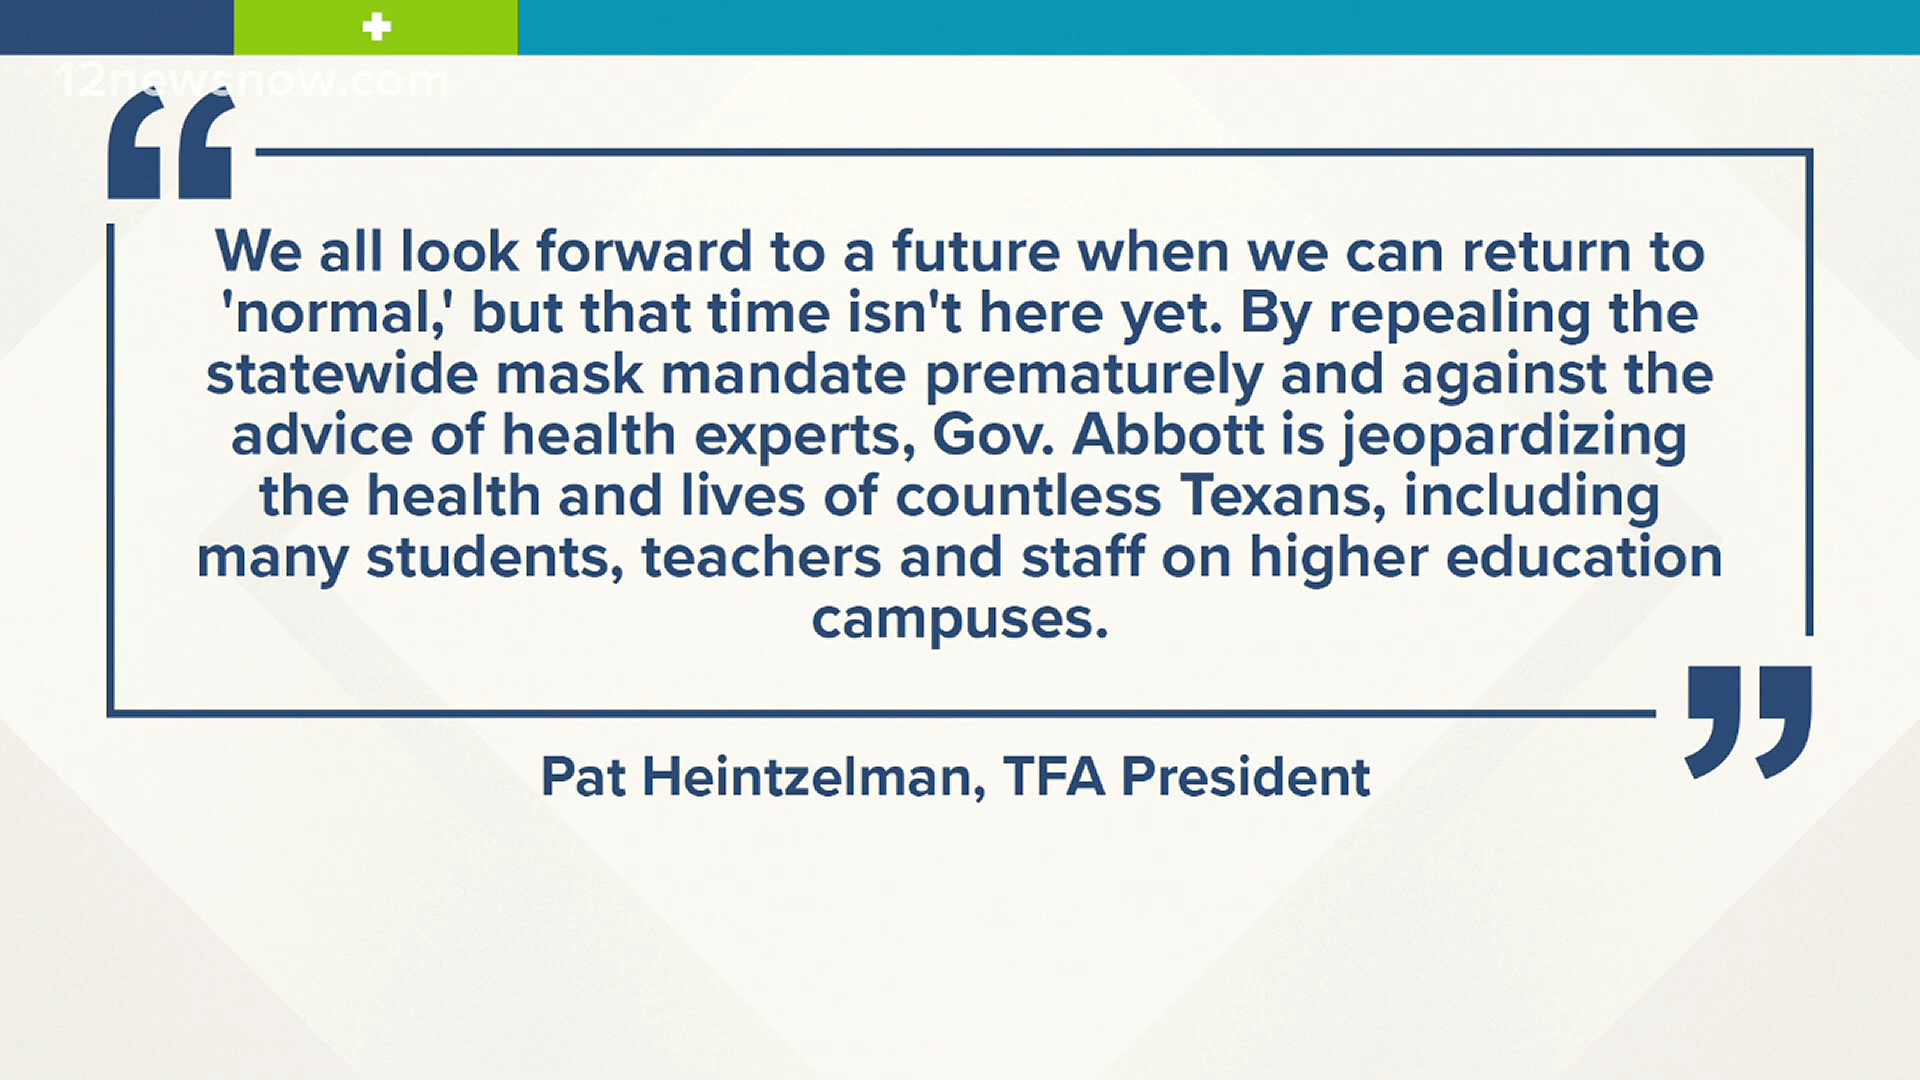 12newsnow.com
We all look forward to a future when we can return to
'normal,' but that time isn't here yet. By repealing the
statewide mask mandate prematurely and against the
advice of health experts, Gov. Abbott is jeopardizing
the health and lives of countless Texans, including
many students, teachers and staff on higher education
campuses.
Pat Heintzelman, TFA President